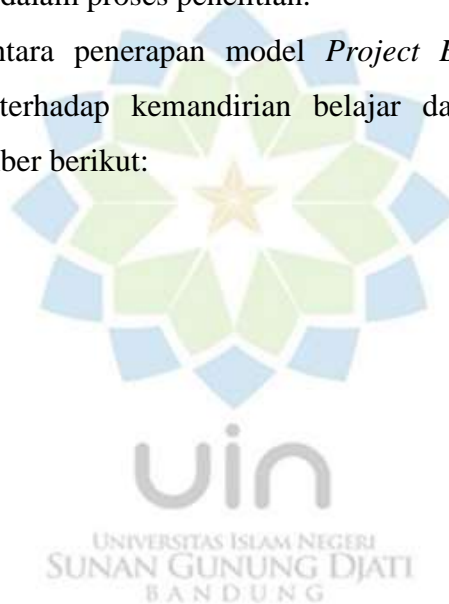 dalam proses penelitian.
ntara penerapan model Project B
terhadap kemandirian belajar da
ber berikut:
uin
UNIVERSITAS ISLAM NEGERI
SUNAN GUNUNG DJATI
BANDUNG